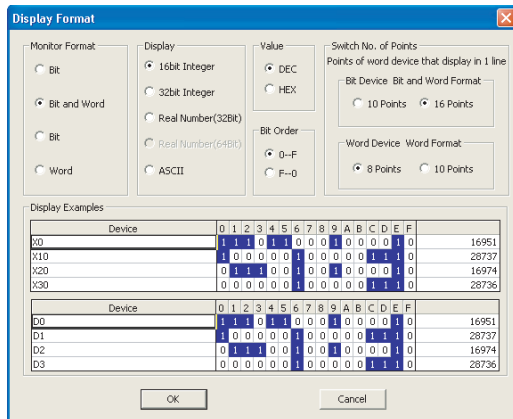 Display Format
Monitor Format
Bit
Bit and Word
Bit
Word
Display
16bit Integer
32bit Integer
Real Number(32Bit)
Real Number(64Bit)
ASCII
Value
DEC
HEX
Bit Order
0--F
F--0
Switch No. of Points
Points of word device that display in 1 line
Bit Device Bit and Word Format
10 Points 16 Points
Word Device Word Format
8 Points 10 Points
Display Examples
Device 0 1 2 3 4 5 6 7 8 9 A B C D E F
X0 1 1 1 0 1 1 0 0 0 1 0 0 0 0 1 0 16951
X10 1 0 0 0 0 0 1 0 0 0 0 0 1 1 1 0 28737
X20 0 1 1 1 0 0 1 0 0 1 0 0 0 0 1 0 16974
X30 0 0 0 0 0 0 1 0 0 0 0 0 1 1 1 0 28736
Device 0 1 2 3 4 5 6 7 8 9 A B C D E F
D0 1 1 1 0 1 1 0 0 0 1 0 0 0 0 1 0 16951
D1 1 0 0 0 0 0 1 0 0 0 0 0 1 1 1 0 28737
D2 0 1 1 1 0 0 1 0 0 1 0 0 0 0 1 0 16974
D3 0 0 0 0 0 0 1 0 0 0 0 0 1 1 1 0 28736
OK Cancel